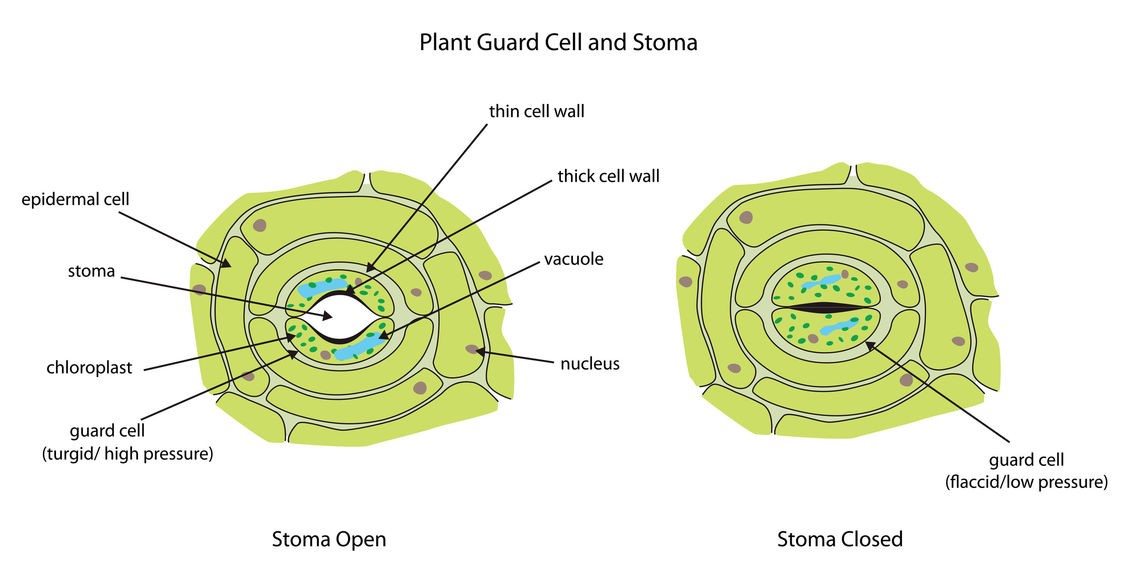 Plant Guard Cell and Stoma
thin cell wall
thick cell wall
epidermal cell
vacuole
stoma
chloroplast
nucleus
guard cell
(turgid/ high pressure)
guard cell
(flaccid/low pressure)
Stoma Open
Stoma Closed